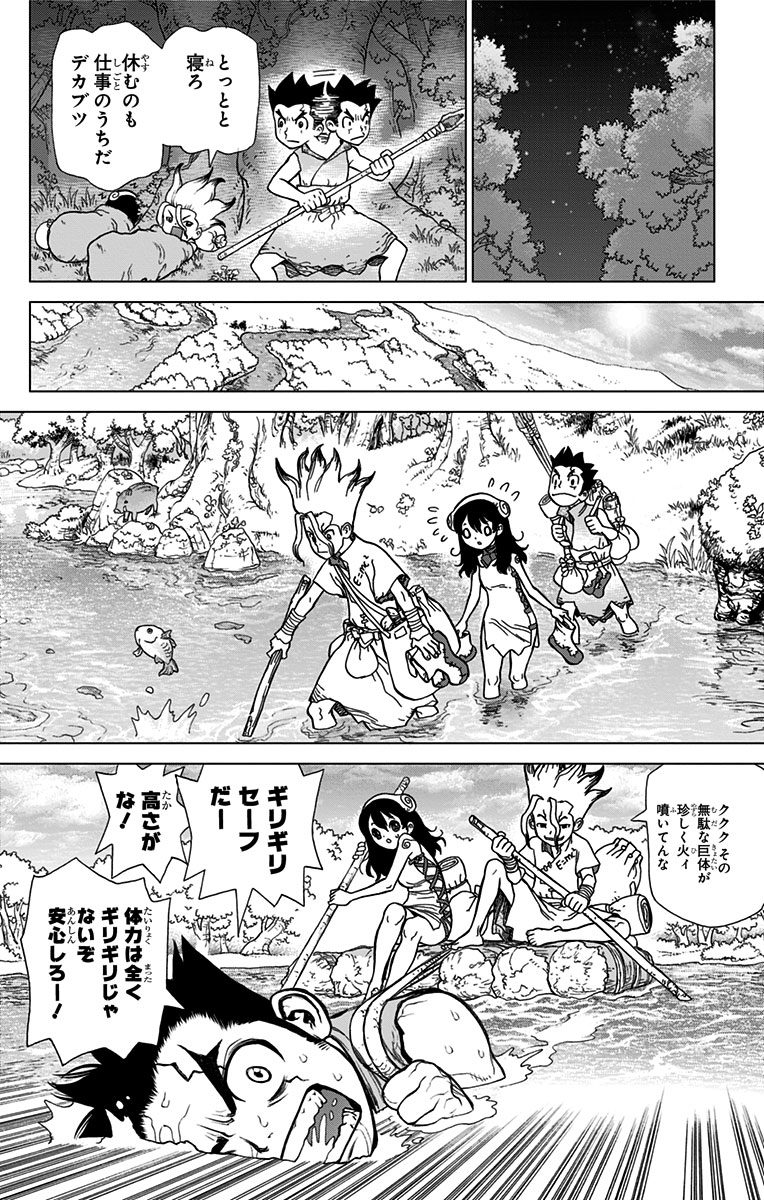 とっとと
寝ろ
休むのも
仕事のうちだ
デカブツ
E=mc²
ククク その
無駄な巨体が
珍しく火ィ
噴いてんな
E=mc²
ギリギリ
セーフ
だー
高さが
な!
体力は全く
ギリギリじゃ
ないぞ
安心しろー!